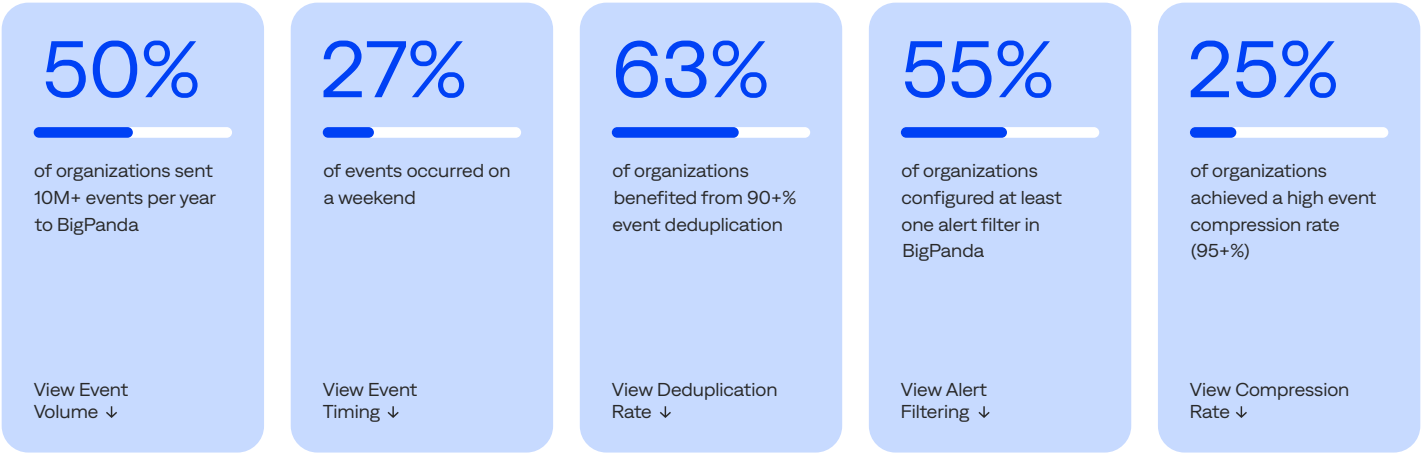 50%
of organizations sent
10M+ events per year
to BigPanda
View Event
Volume ↓
27%
of events occurred on
a weekend
View Event
Timing ↓
63%
of organizations
benefited from 90+%
event deduplication
View Deduplication
Rate ↓
55%
of organizations
configured at least
one alert filter in
BigPanda
View Alert
Filtering ↓
25%
of organizations
achieved a high event
compression rate
(95+%)
View Compression
Rate ↓